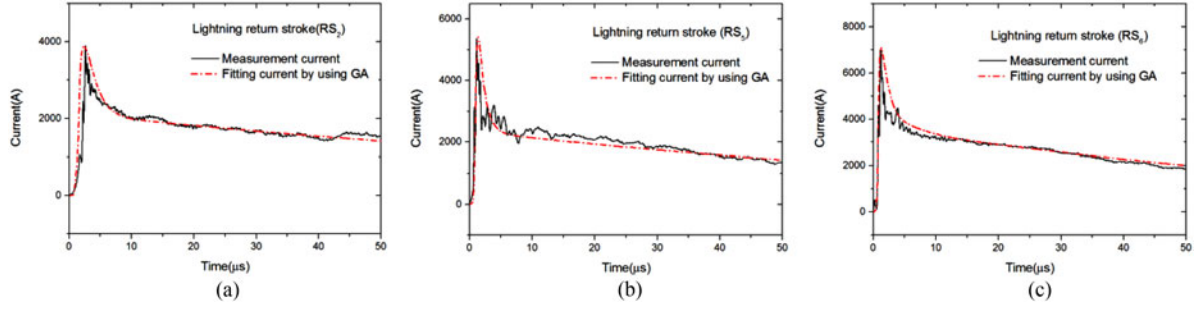 Lightning return stroke(RS₂)
Measurement current
Fitting current by using GA
Current(A)
4000
2000
0
0 10 20 30 40 50
Time(μs)
(a)
Lightning return stroke (RS₅)
Measurement current
Fitting current by using GA
Current(A)
6000
4000
2000
0
0 10 20 30 40 50
Time(μs)
(b)
Lightning return stroke (RS₆)
Measurement current
Fitting current by using GA
Current(A)
8000
6000
4000
2000
0
0 10 20 30 40 50
Time(μs)
(c)